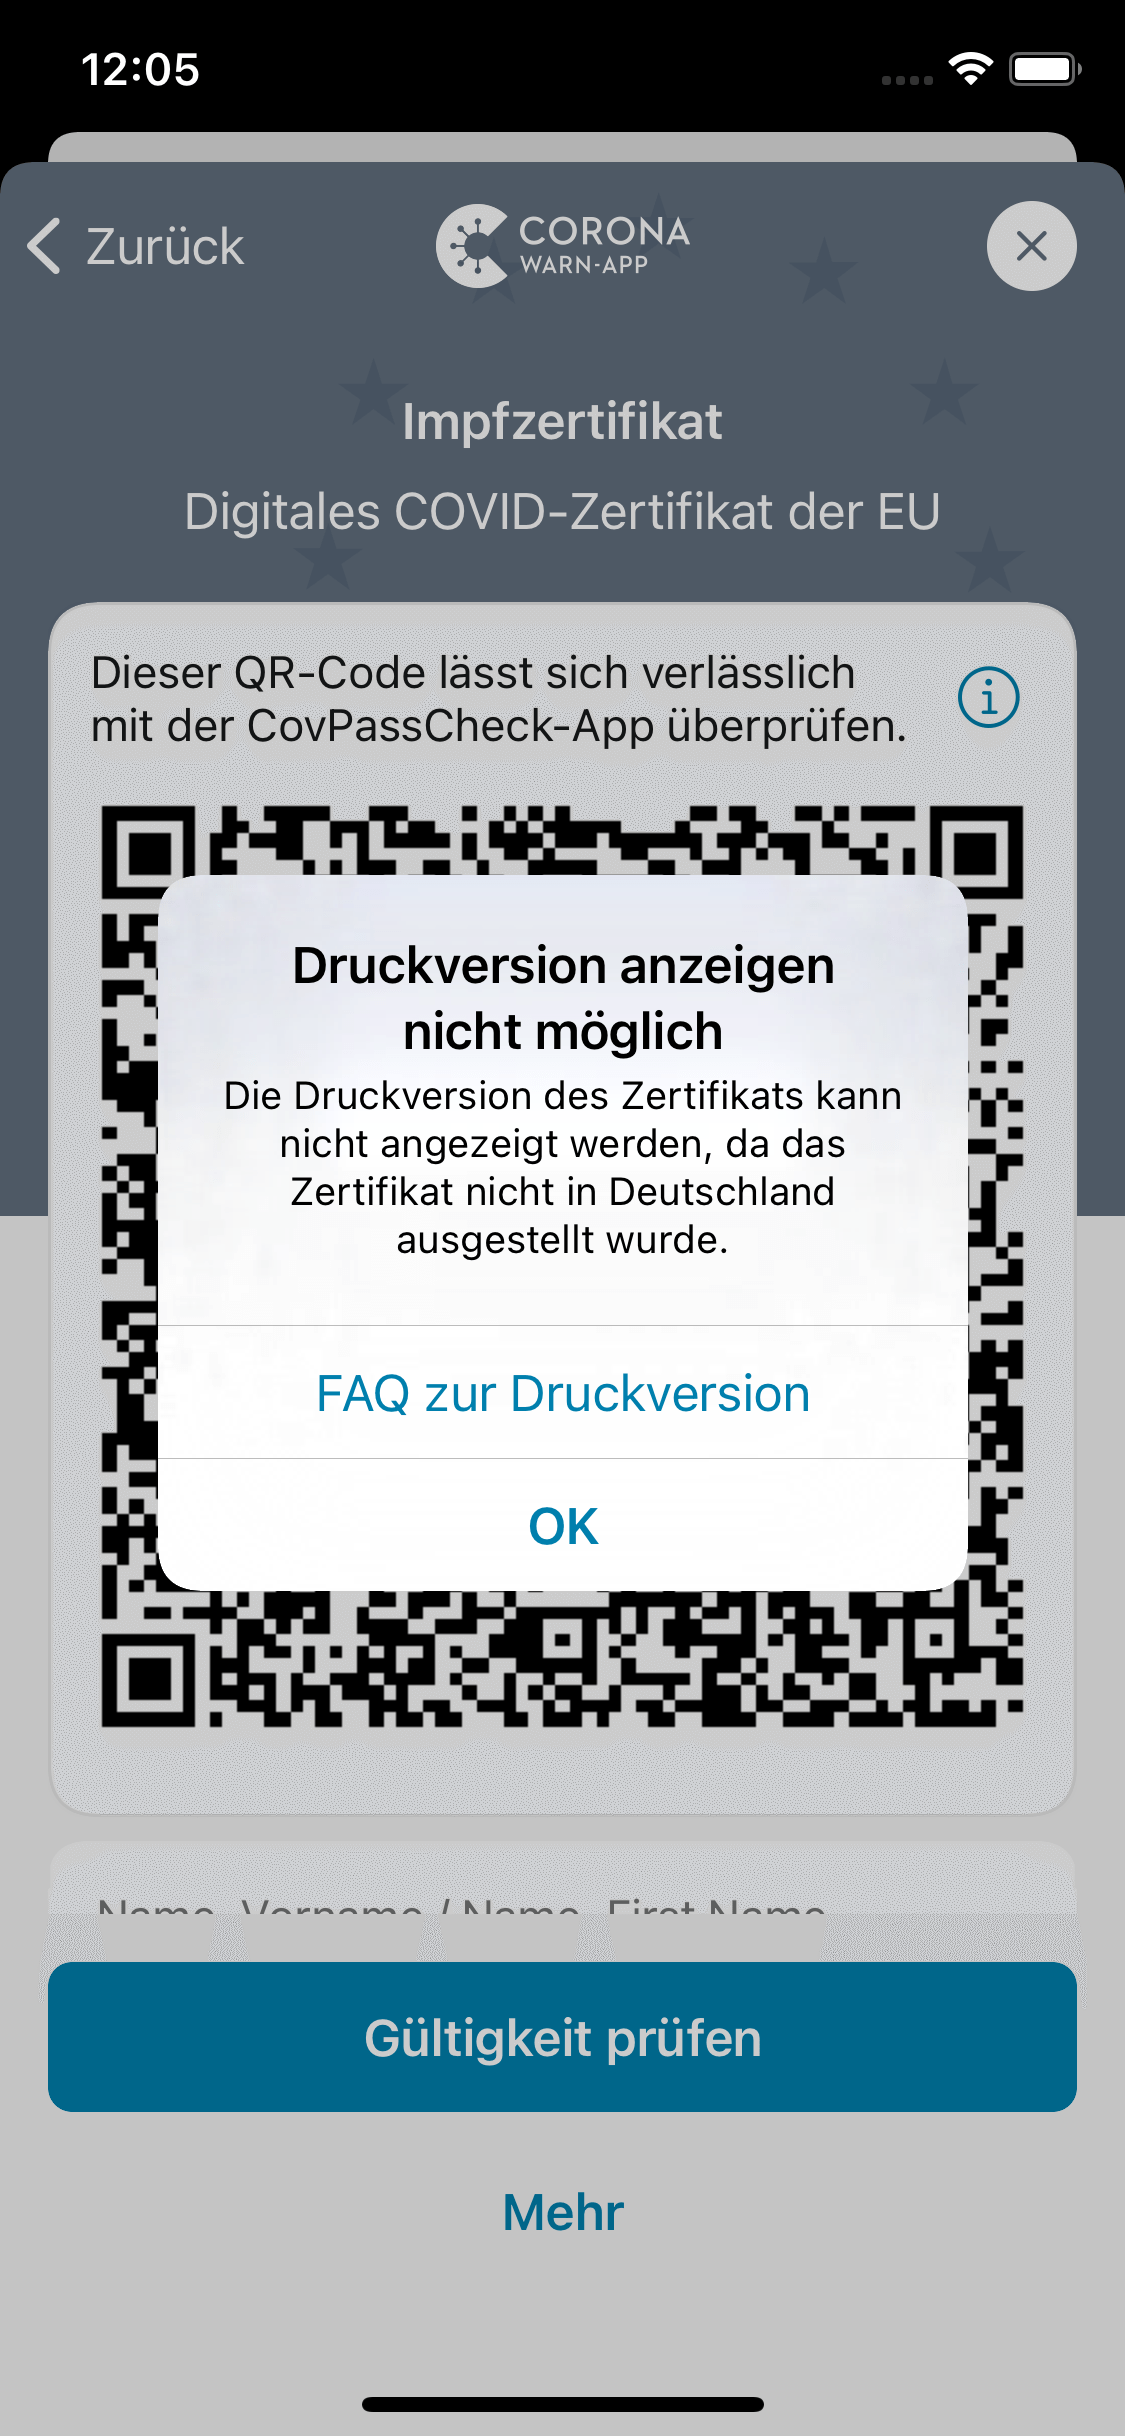 12:05
Zurück
CORONA
WARN-APP
Impfzertifikat
Digitales COVID-Zertifikat der EU
Dieser QR-Code lässt sich verlässlich
mit der CovPassCheck-App überprüfen.
Druckversion anzeigen
nicht möglich
Die Druckversion des Zertifikats kann
nicht angezeigt werden, da das
Zertifikat nicht in Deutschland
ausgestellt wurde.
FAQ zur Druckversion
OK
Name, Vorname / Name, First Name
Gültigkeit prüfen
Mehr